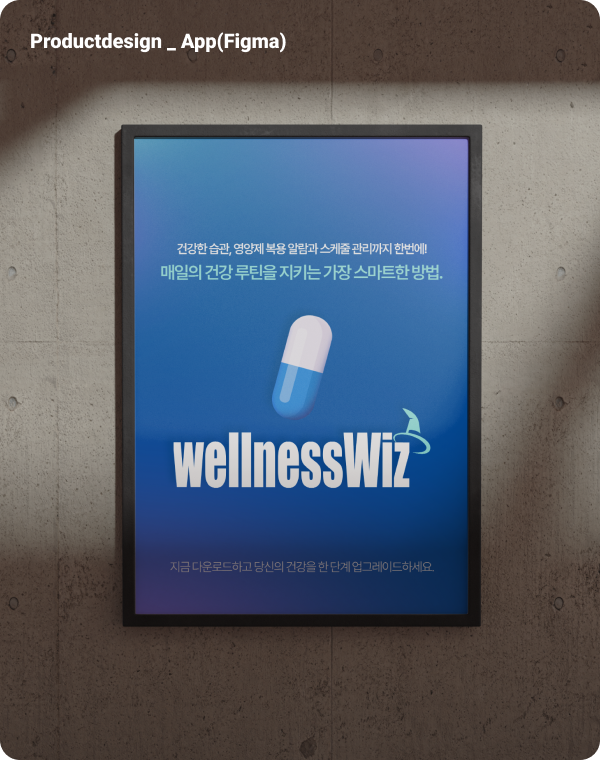 Productdesign _ App(Figma)
건강한 습관, 영양제 복용 알람과 스케줄 관리까지 한번에!
매일의 건강 루틴을 지키는 가장 스마트한 방법.
wellnessWiz
지금 다운로드하고 당신의 건강을 한 단계 업그레이드하세요.